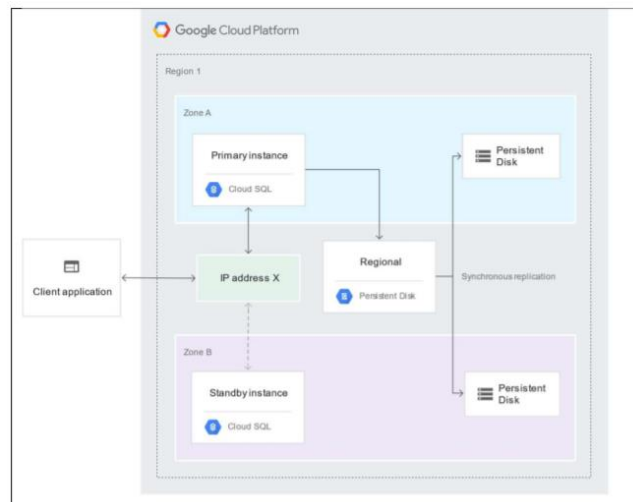 Google Cloud Platform
Region 1
Zone A
Primary instance
Cloud SQL
Persistent
Disk
Client application
IP address X
Regional
Persistent Disk
Synchronous replication
Zone B
Standby instance
Cloud SQL
Persistent
Disk